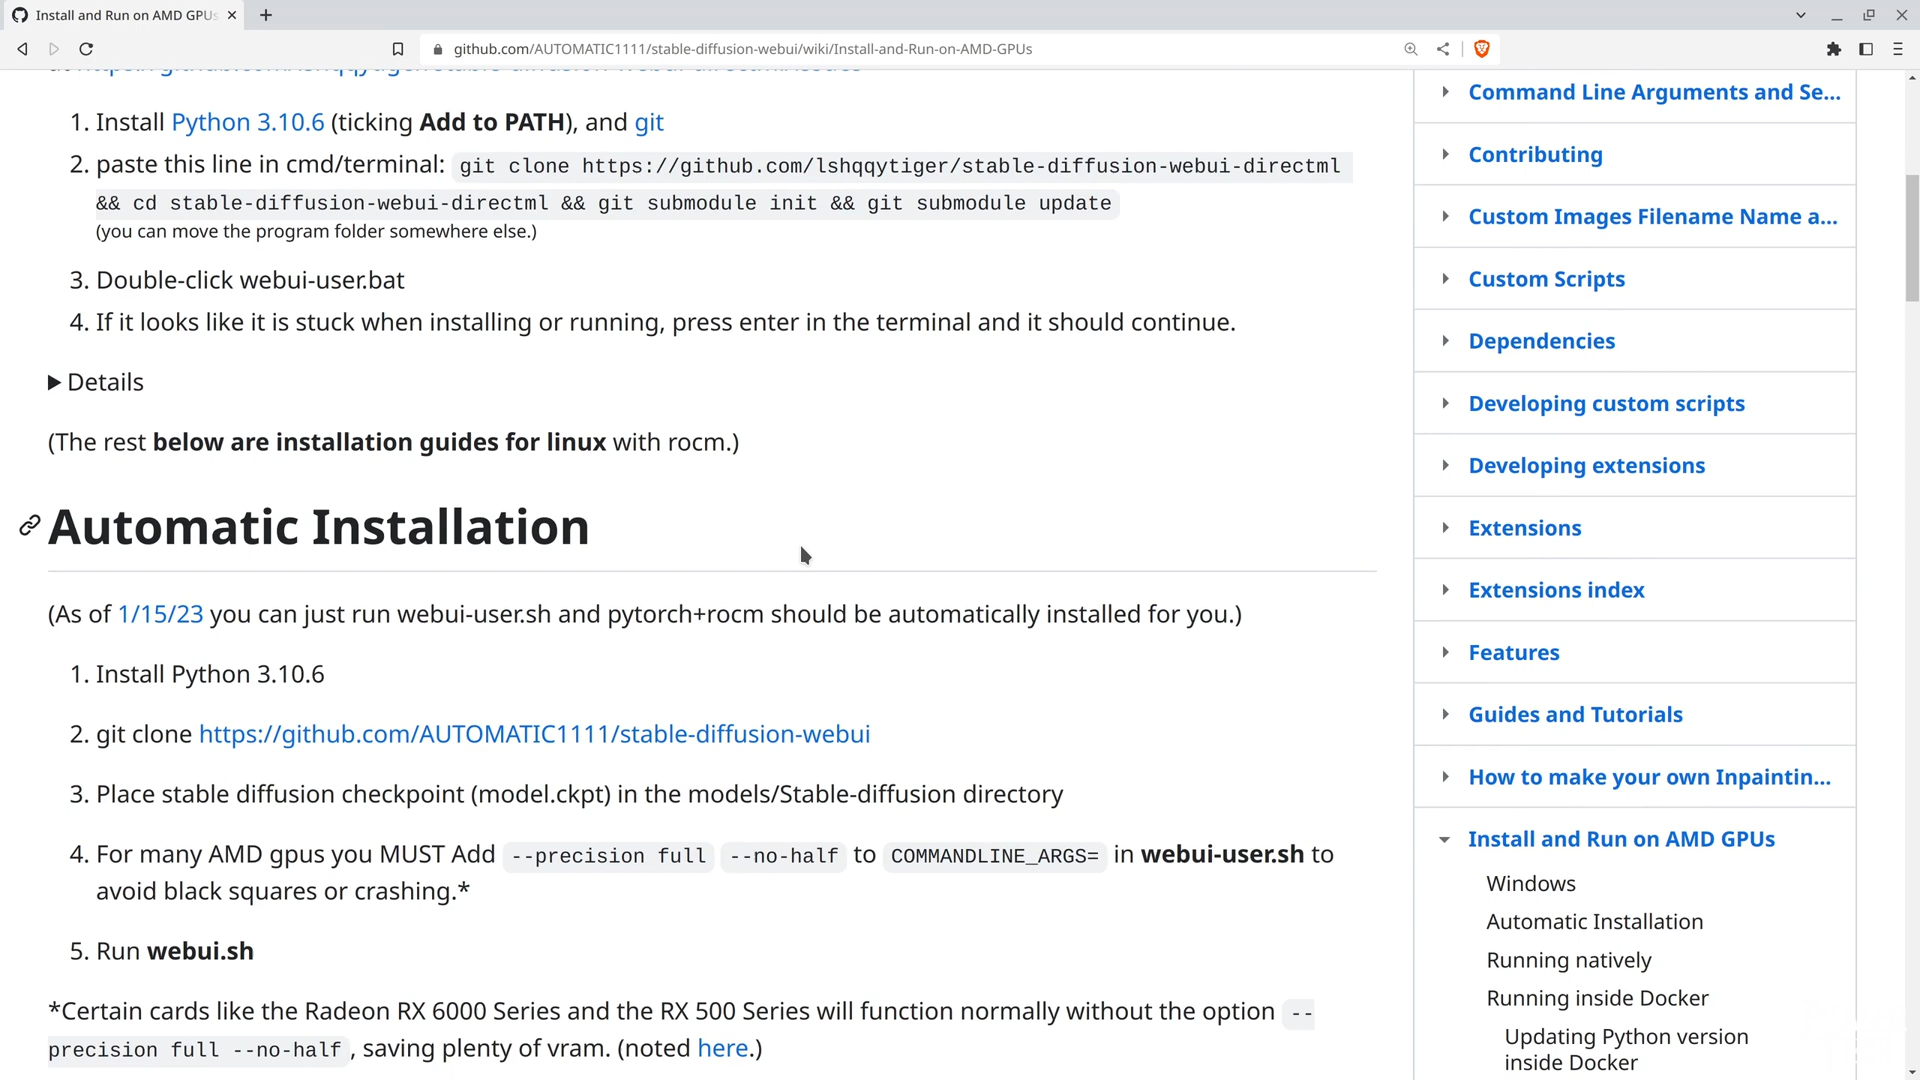 Install and Run on AMD GPUs
github.com/AUTOMATIC1111/stable-diffusion-webui/wiki/Install-and-Run-on-AMD-GPUs
1. Install Python 3.10.6 (ticking Add to PATH), and git
2. paste this line in cmd/terminal: git clone https://github.com/lshqqytiger/stable-diffusion-webui-directml
&& cd stable-diffusion-webui-directml && git submodule init && git submodule update
(you can move the program folder somewhere else.)
3. Double-click webui-user.bat
4. If it looks like it is stuck when installing or running, press enter in the terminal and it should continue.
Details
(The rest below are installation guides for linux with rocm.)
Automatic Installation
(As of 1/15/23 you can just run webui-user.sh and pytorch+rocm should be automatically installed for you.)
1. Install Python 3.10.6
2. git clone https://github.com/AUTOMATIC1111/stable-diffusion-webui
3. Place stable diffusion checkpoint (model.ckpt) in the models/Stable-diffusion directory
4. For many AMD gpus you MUST Add --precision full --no-half to COMMANDLINE_ARGS= in webui-user.sh to
avoid black squares or crashing.*
5. Run webui.sh
*Certain cards like the Radeon RX 6000 Series and the RX 500 Series will function normally without the option --
precision full --no-half, saving plenty of vram. (noted here.)
Command Line Arguments and Se...
Contributing
Custom Images Filename Name a...
Custom Scripts
Dependencies
Developing custom scripts
Developing extensions
Extensions
Extensions index
Features
Guides and Tutorials
How to make your own Inpaintin...
Install and Run on AMD GPUs
Windows
Automatic Installation
Running natively
Running inside Docker
Updating Python version
inside Docker